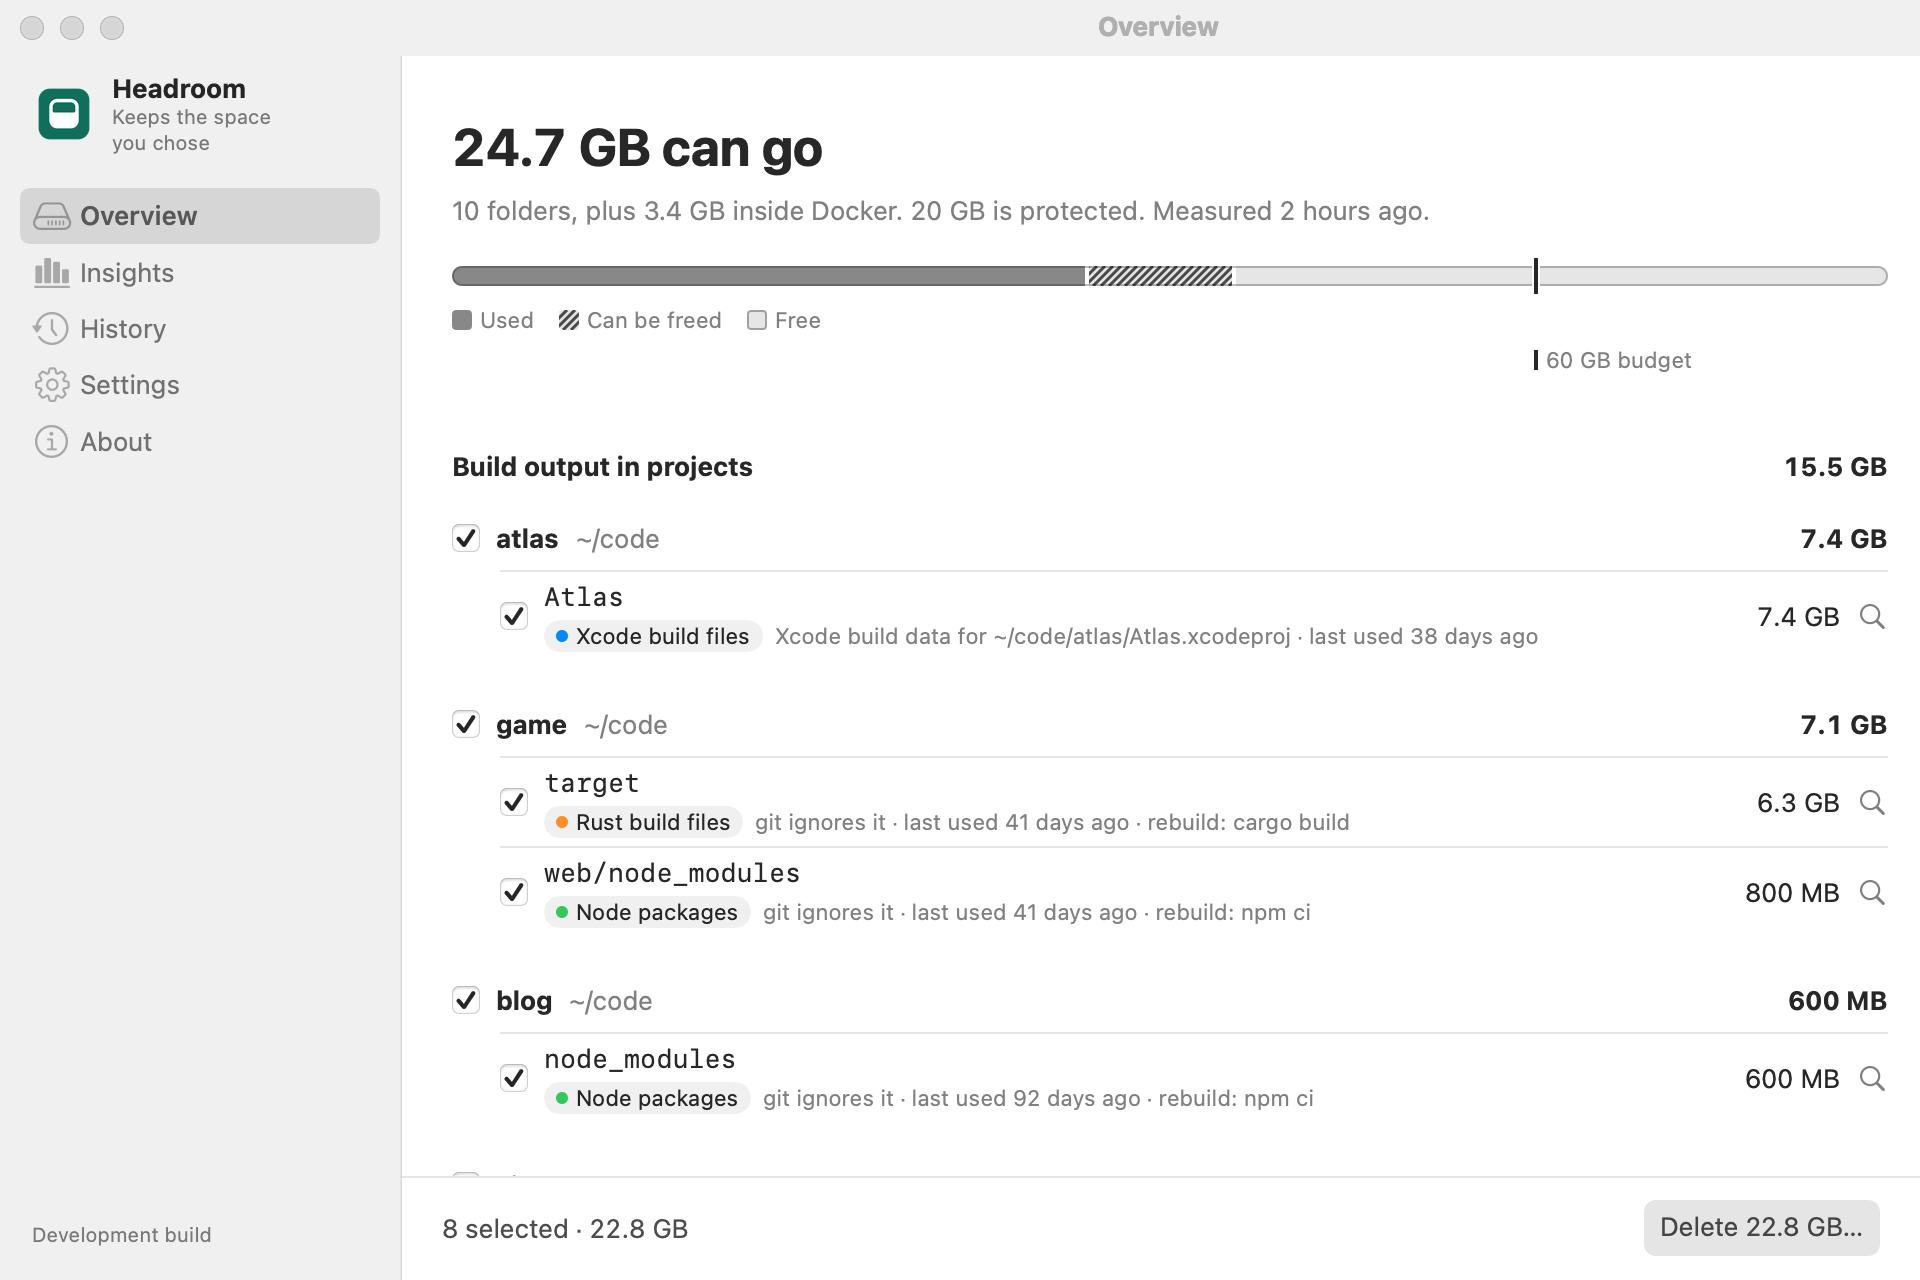 Overview
Headroom
Keeps the space
you chose
Overview
Insights
History
Settings
About
Development build
24.7 GB can go
10 folders, plus 3.4 GB inside Docker. 20 GB is protected. Measured 2 hours ago.
Used Can be freed Free
60 GB budget
Build output in projects 15.5 GB
atlas ~/code 7.4 GB
Atlas
Xcode build files Xcode build data for ~/code/atlas/Atlas.xcodeproj · last used 38 days ago 7.4 GB
game ~/code 7.1 GB
target
Rust build files git ignores it · last used 41 days ago · rebuild: cargo build 6.3 GB
web/node_modules
Node packages git ignores it · last used 41 days ago · rebuild: npm ci 800 MB
blog ~/code 600 MB
node_modules
Node packages git ignores it · last used 92 days ago · rebuild: npm ci 600 MB
8 selected · 22.8 GB
Delete 22.8 GB...